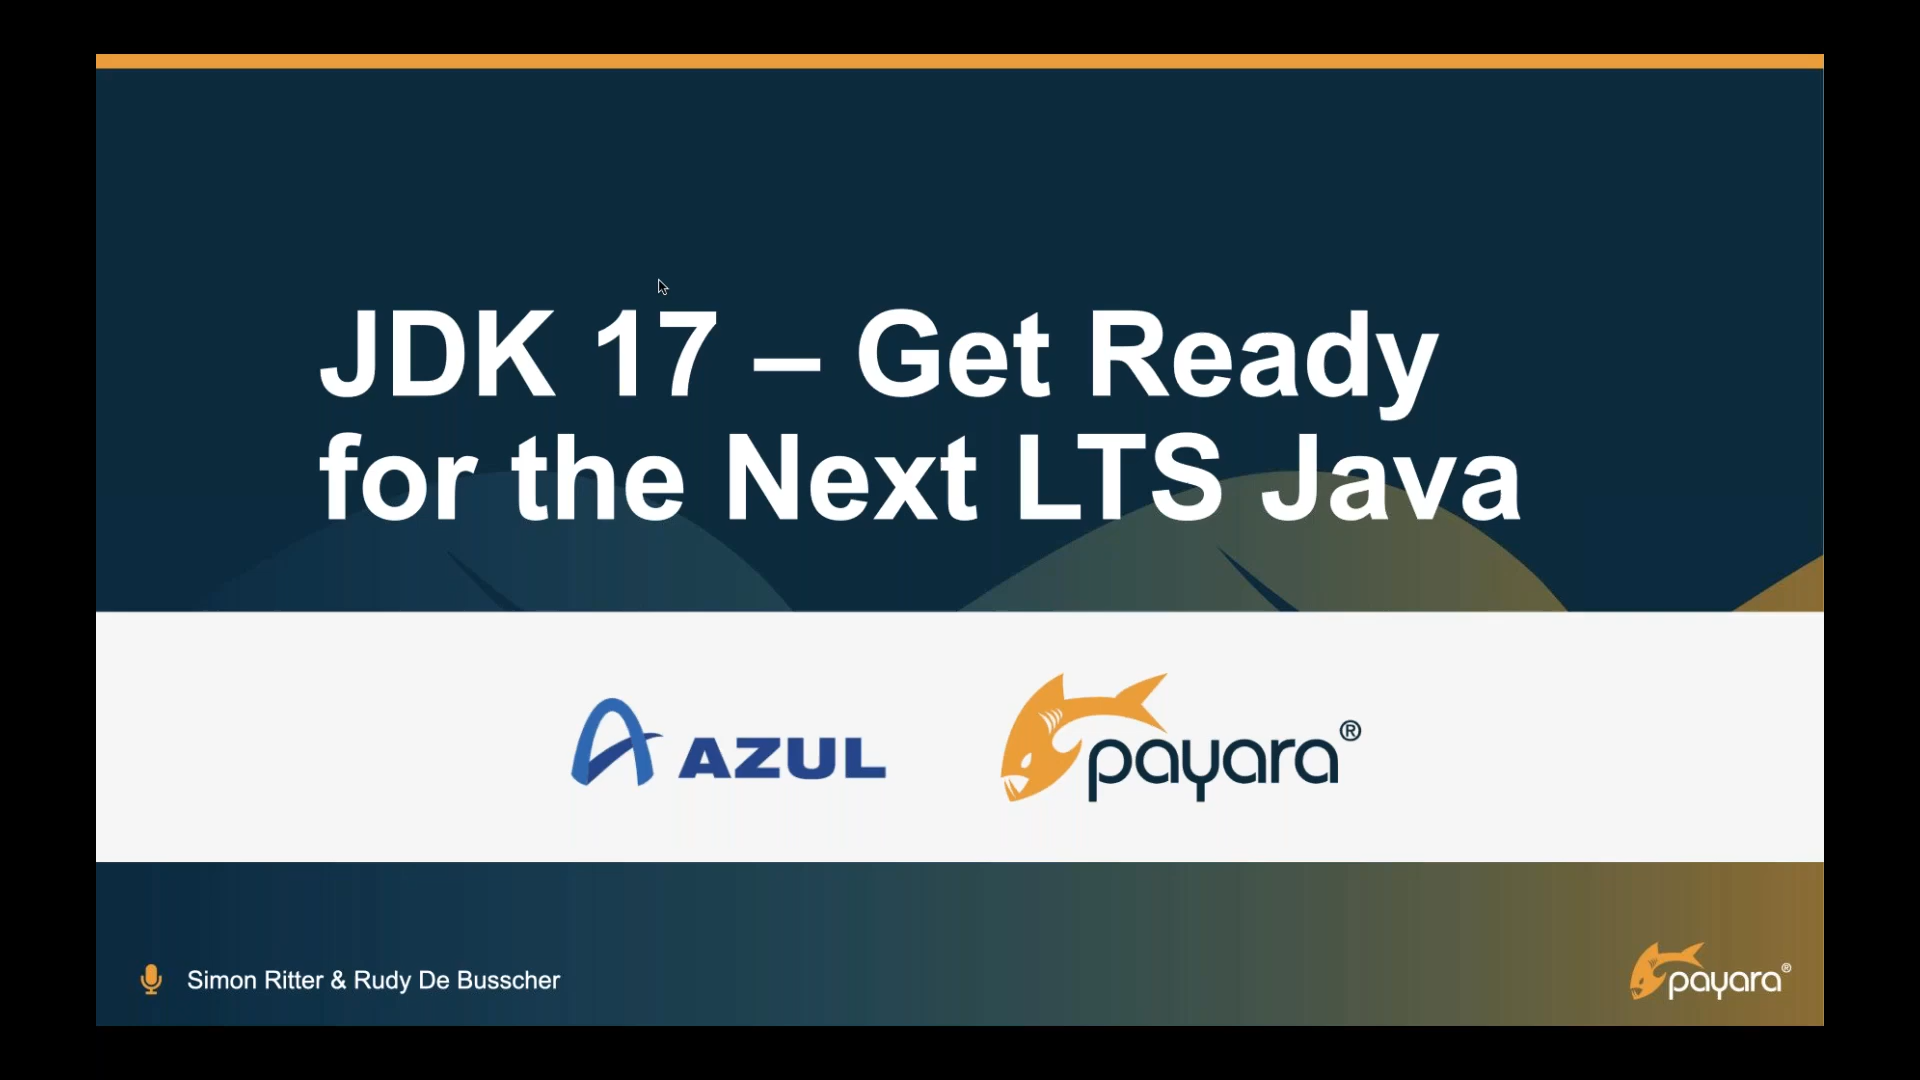 JDK 17 – Get Ready
for the Next LTS Java
AZUL
payara®
Simon Ritter & Rudy De Busscher
payara®